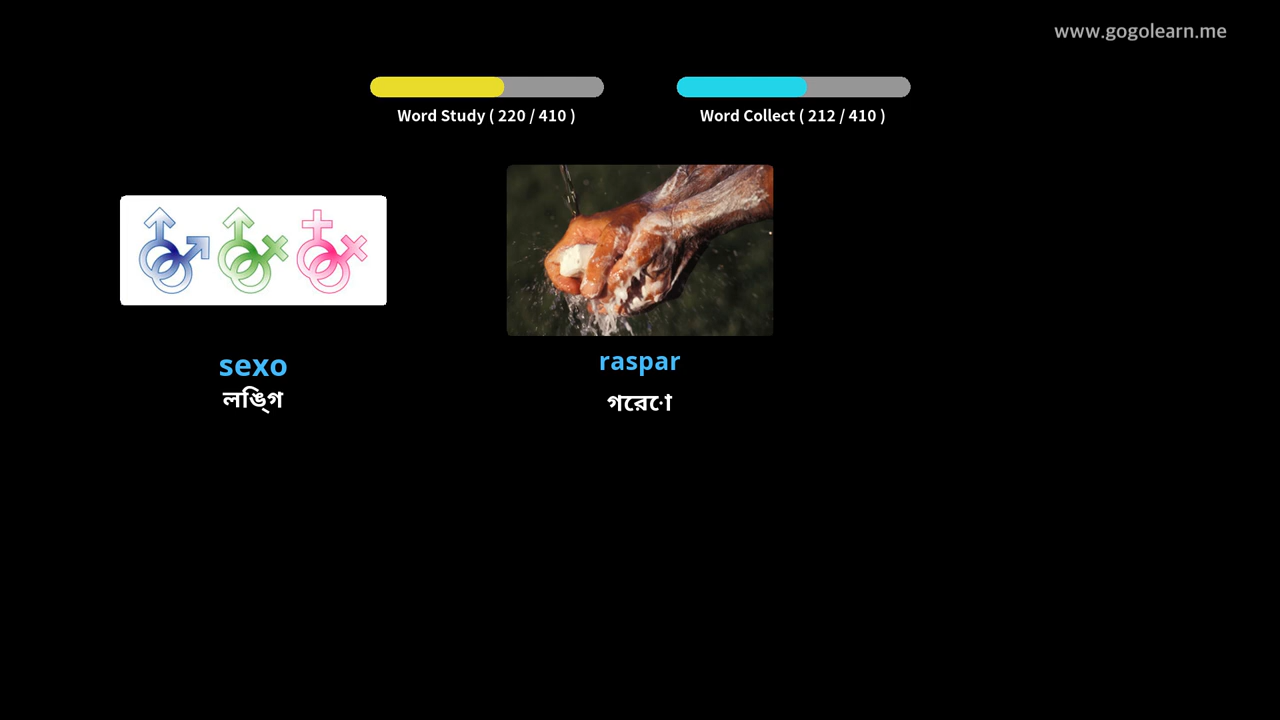 www.gogolearn.me
Word Study ( 220 / 410 )
Word Collect ( 212 / 410 )
sexo
লিঙ্গ
raspar
গেরো